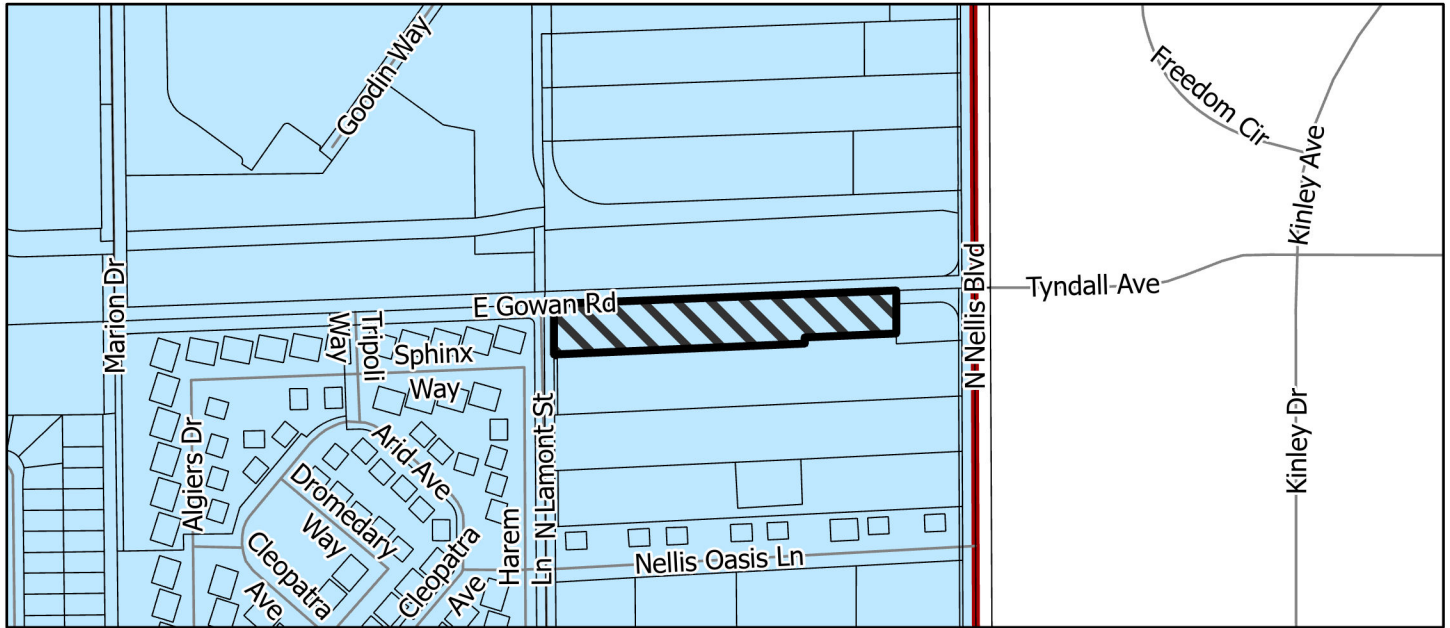 Goodin Way
Freedom Cir
Kinley Ave
Marion Dr
E Gowan Rd
N Nellis Blvd
Tyndall Ave
Tripoli
Way
Sphinx
Way
Algiers Dr
Arid Ave
Dromedary
Way
Cleopatra
Ave
Cleopatra
Ave
Harem
Ln
N Lamont St
Nellis Oasis Ln
Kinley Dr